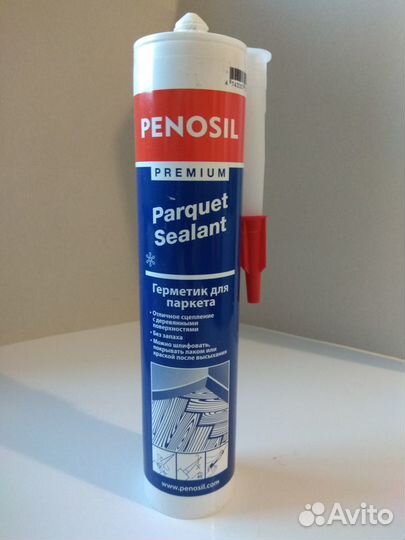 PENOSIL
PREMIUM
Parquet
Sealant
Герметик для
паркета
• Отличное сцепление
с деревянными
поверхностями
• Без запаха
• Можно шлифовать,
покрывать лаком или
краской после высыхания
www.penosil.com
Avito